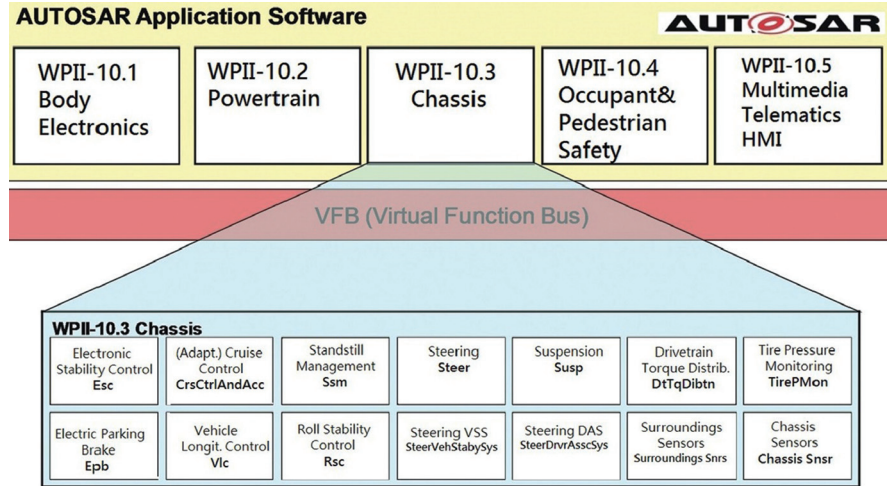 AUTOSAR Application Software
AUTOSAR
WPII-10.1
Body
Electronics
WPII-10.2
Powertrain
WPII-10.3
Chassis
WPII-10.4
Occupant&
Pedestrian
Safety
WPII-10.5
Multimedia
Telematics
HMI
VFB (Virtual Function Bus)
WPII-10.3 Chassis
Electronic
Stability Control
Esc
(Adapt.) Cruise
Control
CrsCtrlAndAcc
Standstill
Management
Ssm
Steering
Steer
Suspension
Susp
Drivetrain
Torque Distrib.
DtTqDibtn
Tire Pressure
Monitoring
TirePMon
Electric Parking
Brake
Epb
Vehicle
Longit. Control
Vlc
Roll Stability
Control
Rsc
Steering VSS
SteerVehStabySys
Steering DAS
SteerDrvrAsscSys
Surroundings
Sensors
Surroundings Snrs
Chassis
Sensors
Chassis Snsr